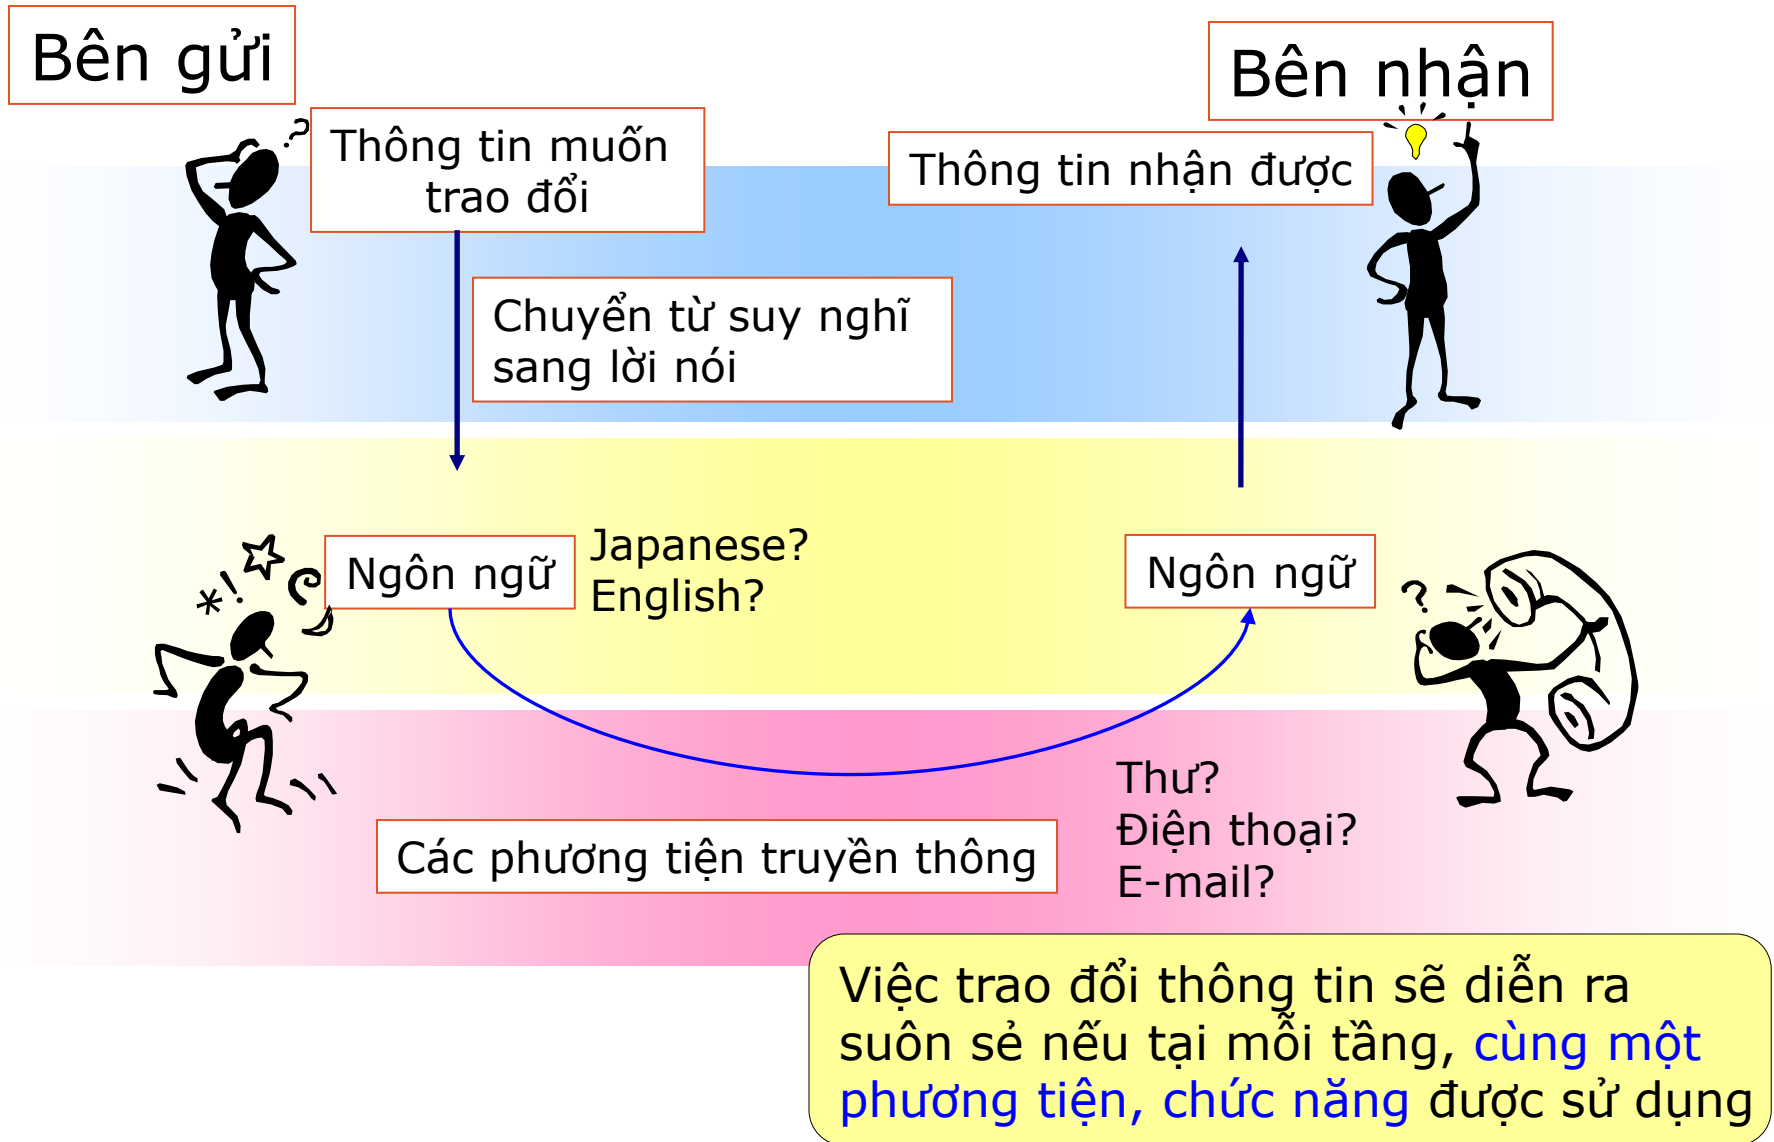 Bên gửi
Bên nhận
Thông tin muốn
trao đổi
Thông tin nhận được
Chuyển từ suy nghĩ
sang lời nói
Ngôn ngữ
Japanese?
English?
Ngôn ngữ
Các phương tiện truyền thông
Thư?
Điện thoại?
E-mail?
Việc trao đổi thông tin sẽ diễn ra
suôn sẻ nếu tại mỗi tầng, cùng một
phương tiện, chức năng được sử dụng